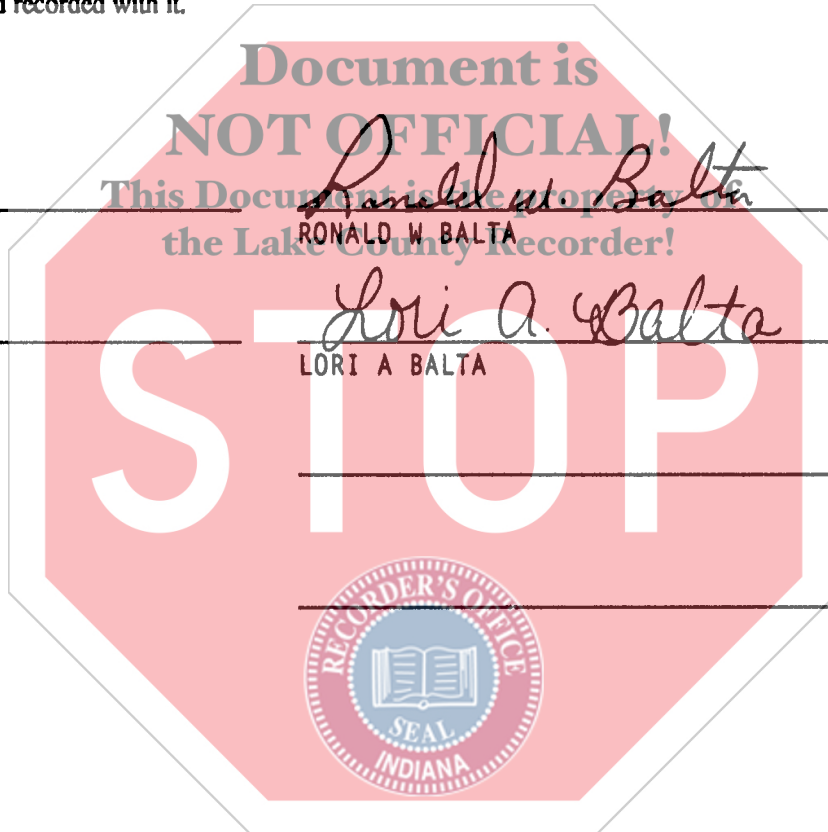 recorded with it.
Document is
NOT OFFICIAL!
This Document is the property of
the Lake County Recorder!
Ronald W. Balta
RONALD W BALTA
Lori A. Balta
LORI A BALTA
STOP
RECORDER'S OFFICE
SEAL
INDIANA